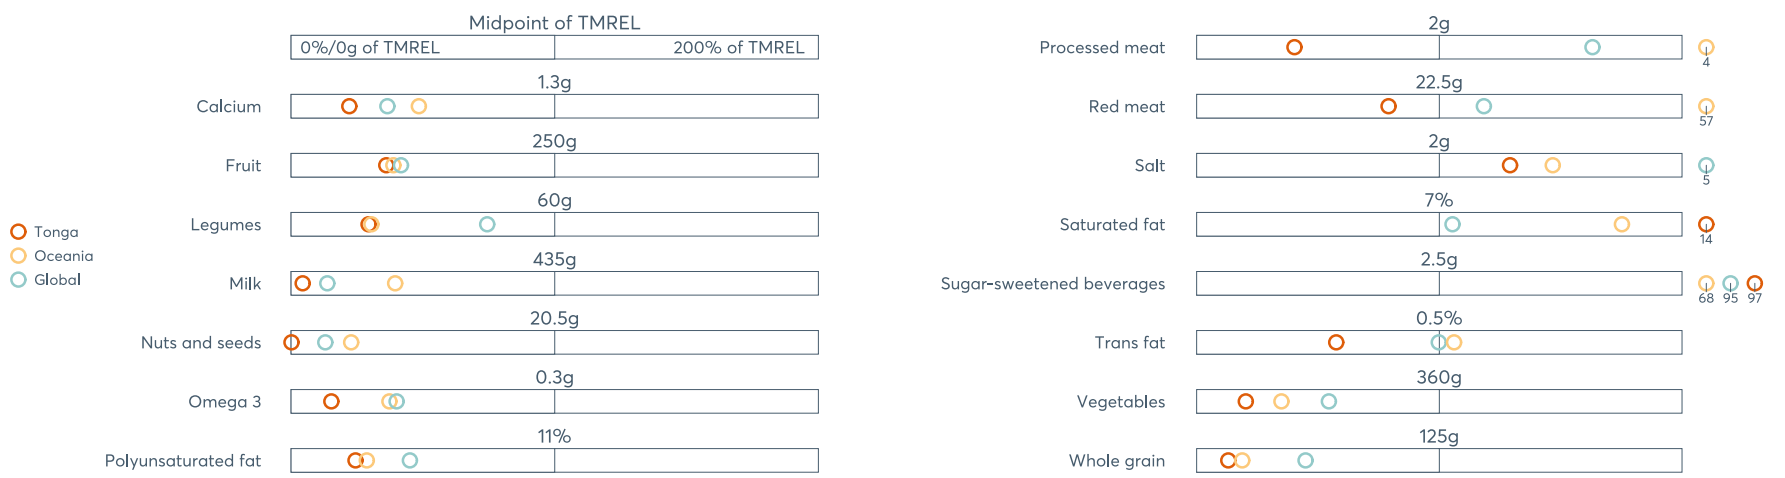 Midpoint of TMREL
0%/0g of TMREL 200% of TMREL
1.3g
Calcium
250g
Fruit
60g
Legumes
435g
Milk
20.5g
Nuts and seeds
0.3g
Omega 3
11%
Polyunsaturated fat
Tonga
Oceania
Global
2g
Processed meat
4
22.5g
Red meat
57
2g
Salt
5
7%
Saturated fat
14
2.5g
Sugar-sweetened beverages
68 95 97
0.5%
Trans fat
360g
Vegetables
125g
Whole grain